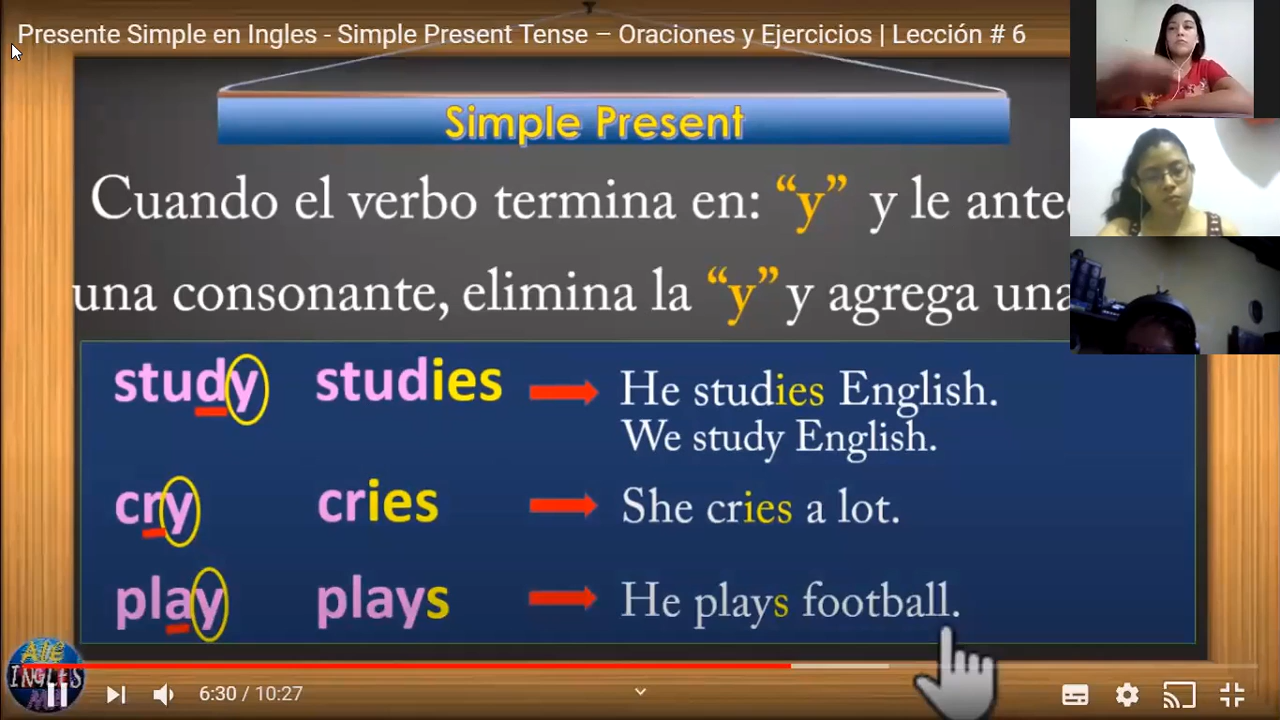 Presente Simple en Ingles - Simple Present Tense – Oraciones y Ejercicios | Lección # 6
Simple Present
Cuando el verbo termina en: “y” y le
una consonante, elimina la “y” y agrega una
study studies He studies English.
We study English.
cry cries She cries a lot.
play plays He plays football.
INGLES
6:30 / 10:27